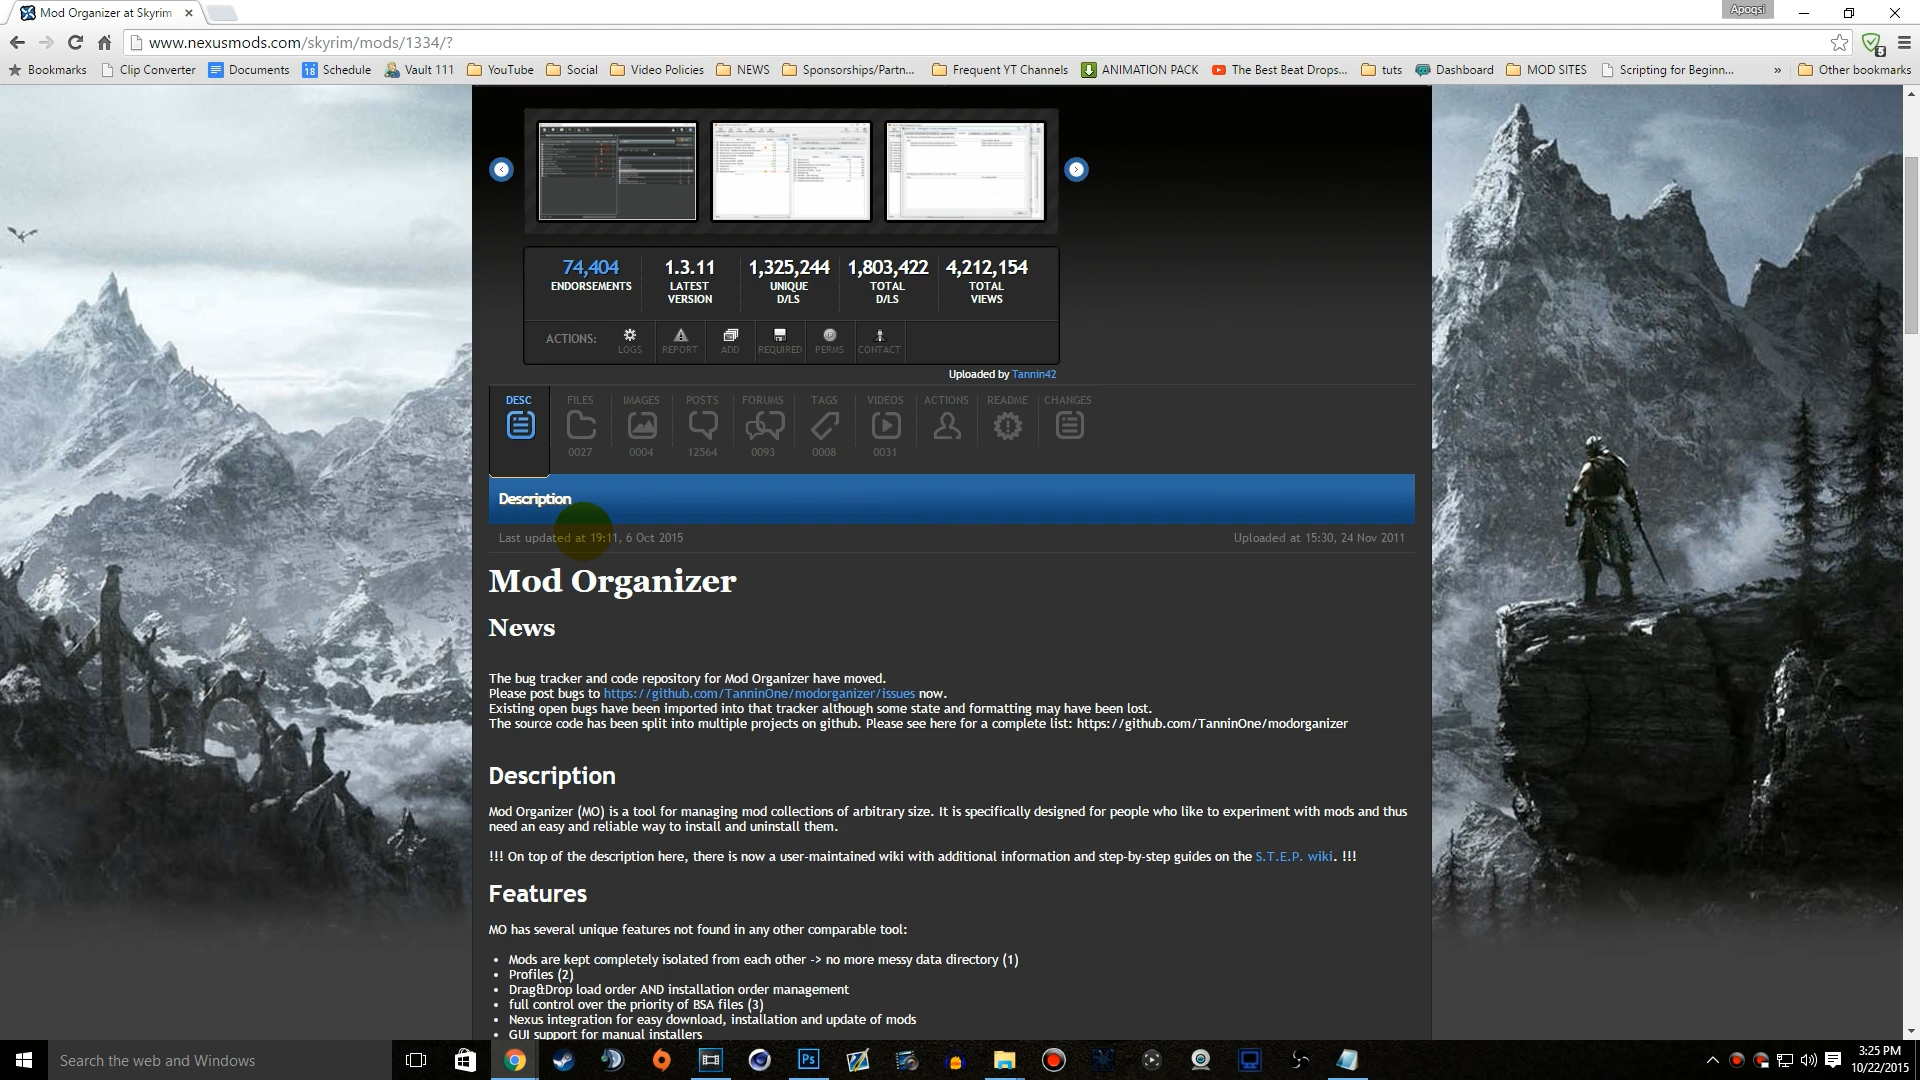 Mod Organizer at Skyrim
Apoqsi
www.nexusmods.com/skyrim/mods/1334/?
Bookmarks
Clip Converter
Documents
18
Schedule
Vault 111
YouTube
Social
Video Policies
NEWS
Sponsorships/Partn...
Frequent YT Channels
ANIMATION PACK
The Best Beat Drops...
tuts
Dashboard
MOD SITES
Scripting for Beginn...
»
Other bookmarks
74,404 1.3.11 1,325,244 1,803,422 4,212,154
ENDORSEMENTS LATEST UNIQUE TOTAL TOTAL
VERSION D/LS D/LS VIEWS
ACTIONS: LOGS REPORT ADD REQUIRED PERMS CONTACT
Uploaded by Tannin42
DESC FILES IMAGES POSTS FORUMS TAGS VIDEOS ACTIONS README CHANGES
0027 0004 12564 0093 0008 0031
Description
Last updated at 19:11, 6 Oct 2015
Uploaded at 15:30, 24 Nov 2011
Mod Organizer
News
The bug tracker and code repository for Mod Organizer have moved.
Please post bugs to https://github.com/TanninOne/modorganizer/issues now.
Existing open bugs have been imported into that tracker although some state and formatting may have been lost.
The source code has been split into multiple projects on github. Please see here for a complete list: https://github.com/TanninOne/modorganizer
Description
Mod Organizer (MO) is a tool for managing mod collections of arbitrary size. It is specifically designed for people who like to experiment with mods and thus
need an easy and reliable way to install and uninstall them.
!!! On top of the description here, there is now a user-maintained wiki with additional information and step-by-step guides on the S.T.E.P. wiki. !!!
Features
MO has several unique features not found in any other comparable tool:
• Mods are kept completely isolated from each other -> no more messy data directory (1)
• Profiles (2)
• Drag&Drop load order AND installation order management
• full control over the priority of BSA files (3)
• Nexus integration for easy download, installation and update of mods
• GUI support for manual installers
Search the web and Windows
Ps
3:25 PM
10/22/2015